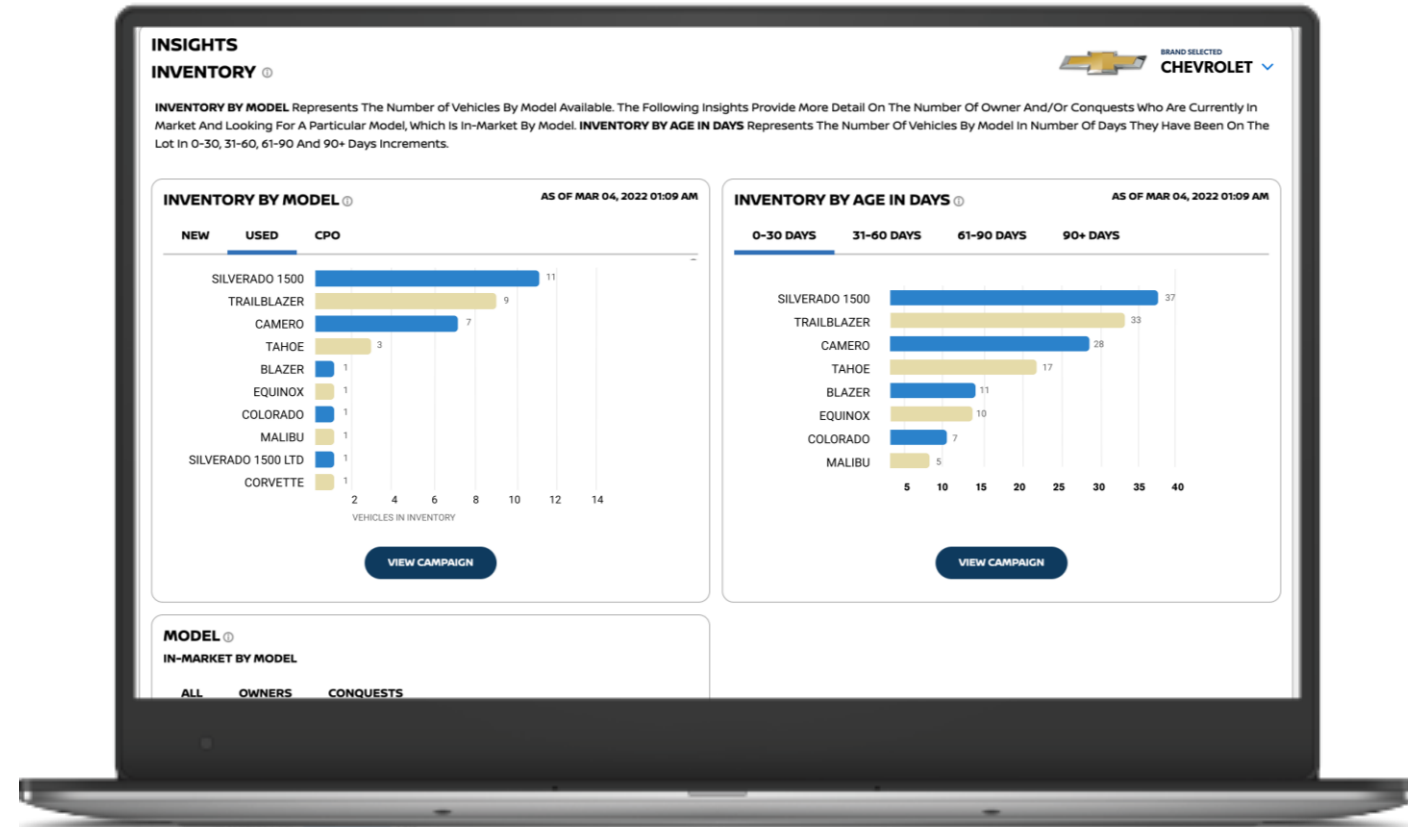 INSIGHTS
INVENTORY
BRAND SELECTED
CHEVROLET
INVENTORY BY MODEL Represents The Number of Vehicles By Model Available. The Following Insights Provide More Detail On The Number Of Owner And/Or Conquests Who Are Currently In
Market And Looking For A Particular Model, Which Is In-Market By Model. INVENTORY BY AGE IN DAYS Represents The Number Of Vehicles By Model In Number Of Days They Have Been On The
Lot In 0-30, 31-60, 61-90 And 90+ Days Increments.
INVENTORY BY MODEL
AS OF MAR 04, 2022 01:09 AM
NEW USED CPO
SILVERADO 1500 11
TRAILBLAZER 9
CAMERO 7
TAHOE 3
BLAZER 1
EQUINOX 1
COLORADO 1
MALIBU 1
SILVERADO 1500 LTD 1
CORVETTE 1
2 4 6 8 10 12 14
VEHICLES IN INVENTORY
VIEW CAMPAIGN
INVENTORY BY AGE IN DAYS
AS OF MAR 04, 2022 01:09 AM
0-30 DAYS 31-60 DAYS 61-90 DAYS 90+ DAYS
SILVERADO 1500 37
TRAILBLAZER 33
CAMERO 28
TAHOE 17
BLAZER 11
EQUINOX 10
COLORADO 7
MALIBU 5
5 10 15 20 25 30 35 40
VIEW CAMPAIGN
MODEL
IN-MARKET BY MODEL
ALL OWNERS CONQUESTS